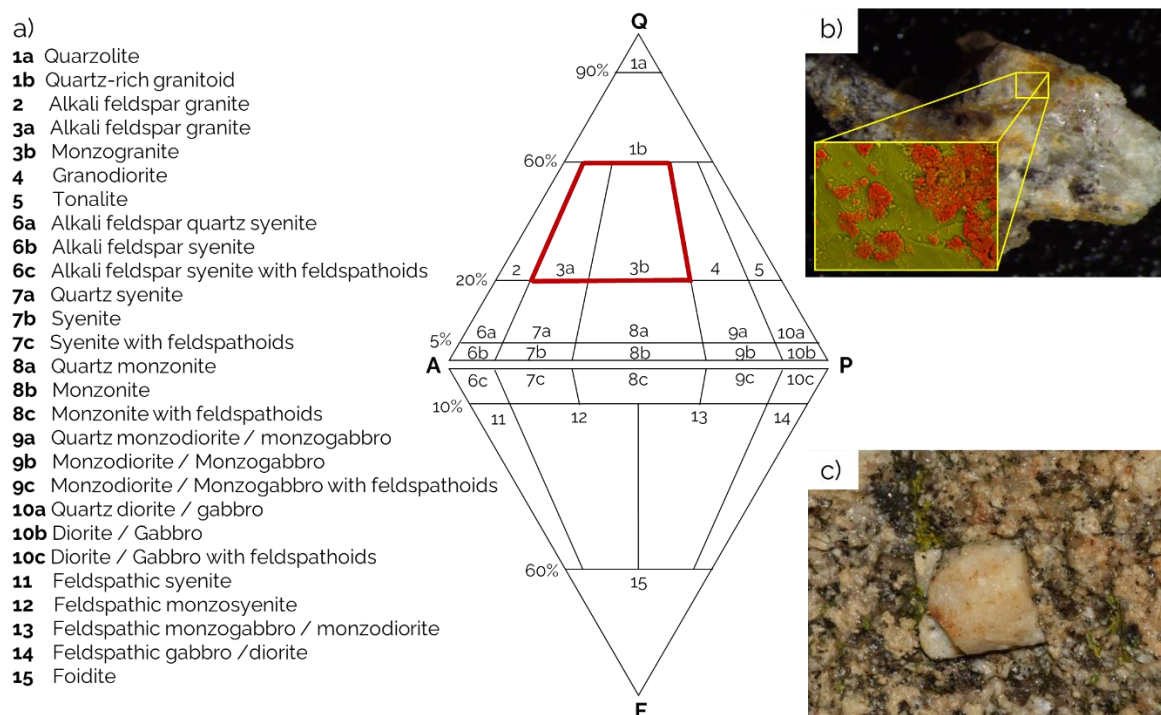 a)
1a Quarzolite
1b Quartz-rich granitoid
2 Alkali feldspar granite
3a Alkali feldspar granite
3b Monzogranite
4 Granodiorite
5 Tonalite
6a Alkali feldspar quartz syenite
6b Alkali feldspar syenite
6c Alkali feldspar syenite with feldspathoids
7a Quartz syenite
7b Syenite
7c Syenite with feldspathoids
8a Quartz monzonite
8b Monzonite
8c Monzonite with feldspathoids
9a Quartz monzodiorite / monzogabbro
9b Monzodiorite / Monzogabbro
9c Monzodiorite / Monzogabbro with feldspathoids
10a Quartz diorite / gabbro
10b Diorite / Gabbro
10c Diorite / Gabbro with feldspathoids
11 Feldspathic syenite
12 Feldspathic monzosyenite
13 Feldspathic monzogabbro / monzodiorite
14 Feldspathic gabbro /diorite
15 Foidite
Q
1a
90%
1b
60%
2 3a 3b 4 5
20%
6a 7a 8a 9a 10a
5%
6b 7b 8b 9b 10b
A P
6c 7c 8c 9c 10c
10%
11 12 13 14
60%
15
F
b)
c)